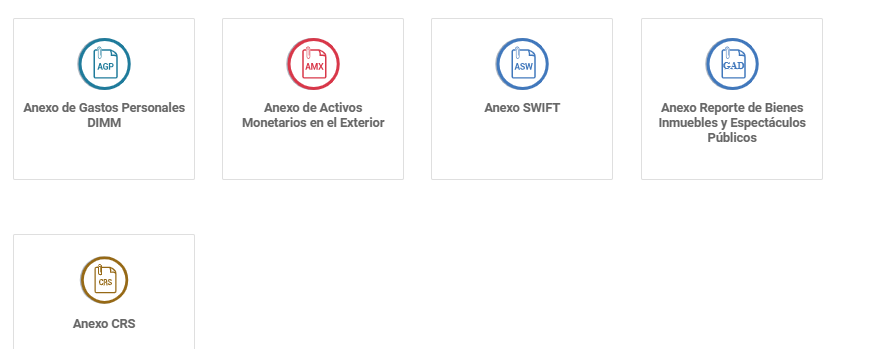 AGP
Anexo de Gastos Personales
DIMM
AMX
Anexo de Activos
Monetarios en el Exterior
ASW
Anexo SWIFT
GAD
Anexo Reporte de Bienes
Inmuebles y Espectáculos
Públicos
CRS
Anexo CRS